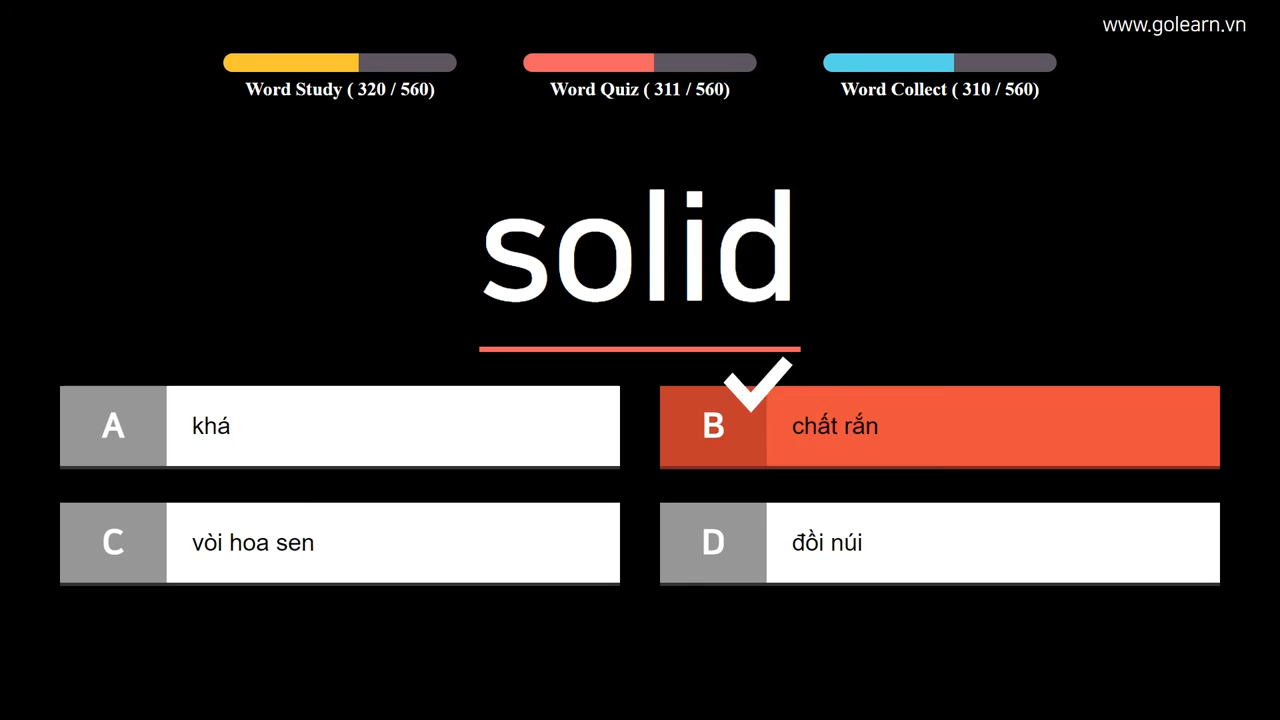 www.golearn.vn
Word Study ( 320 / 560)
Word Quiz ( 311 / 560)
Word Collect ( 310 / 560)
solid
A khá
B chất rắn
C vòi hoa sen
D đồi núi